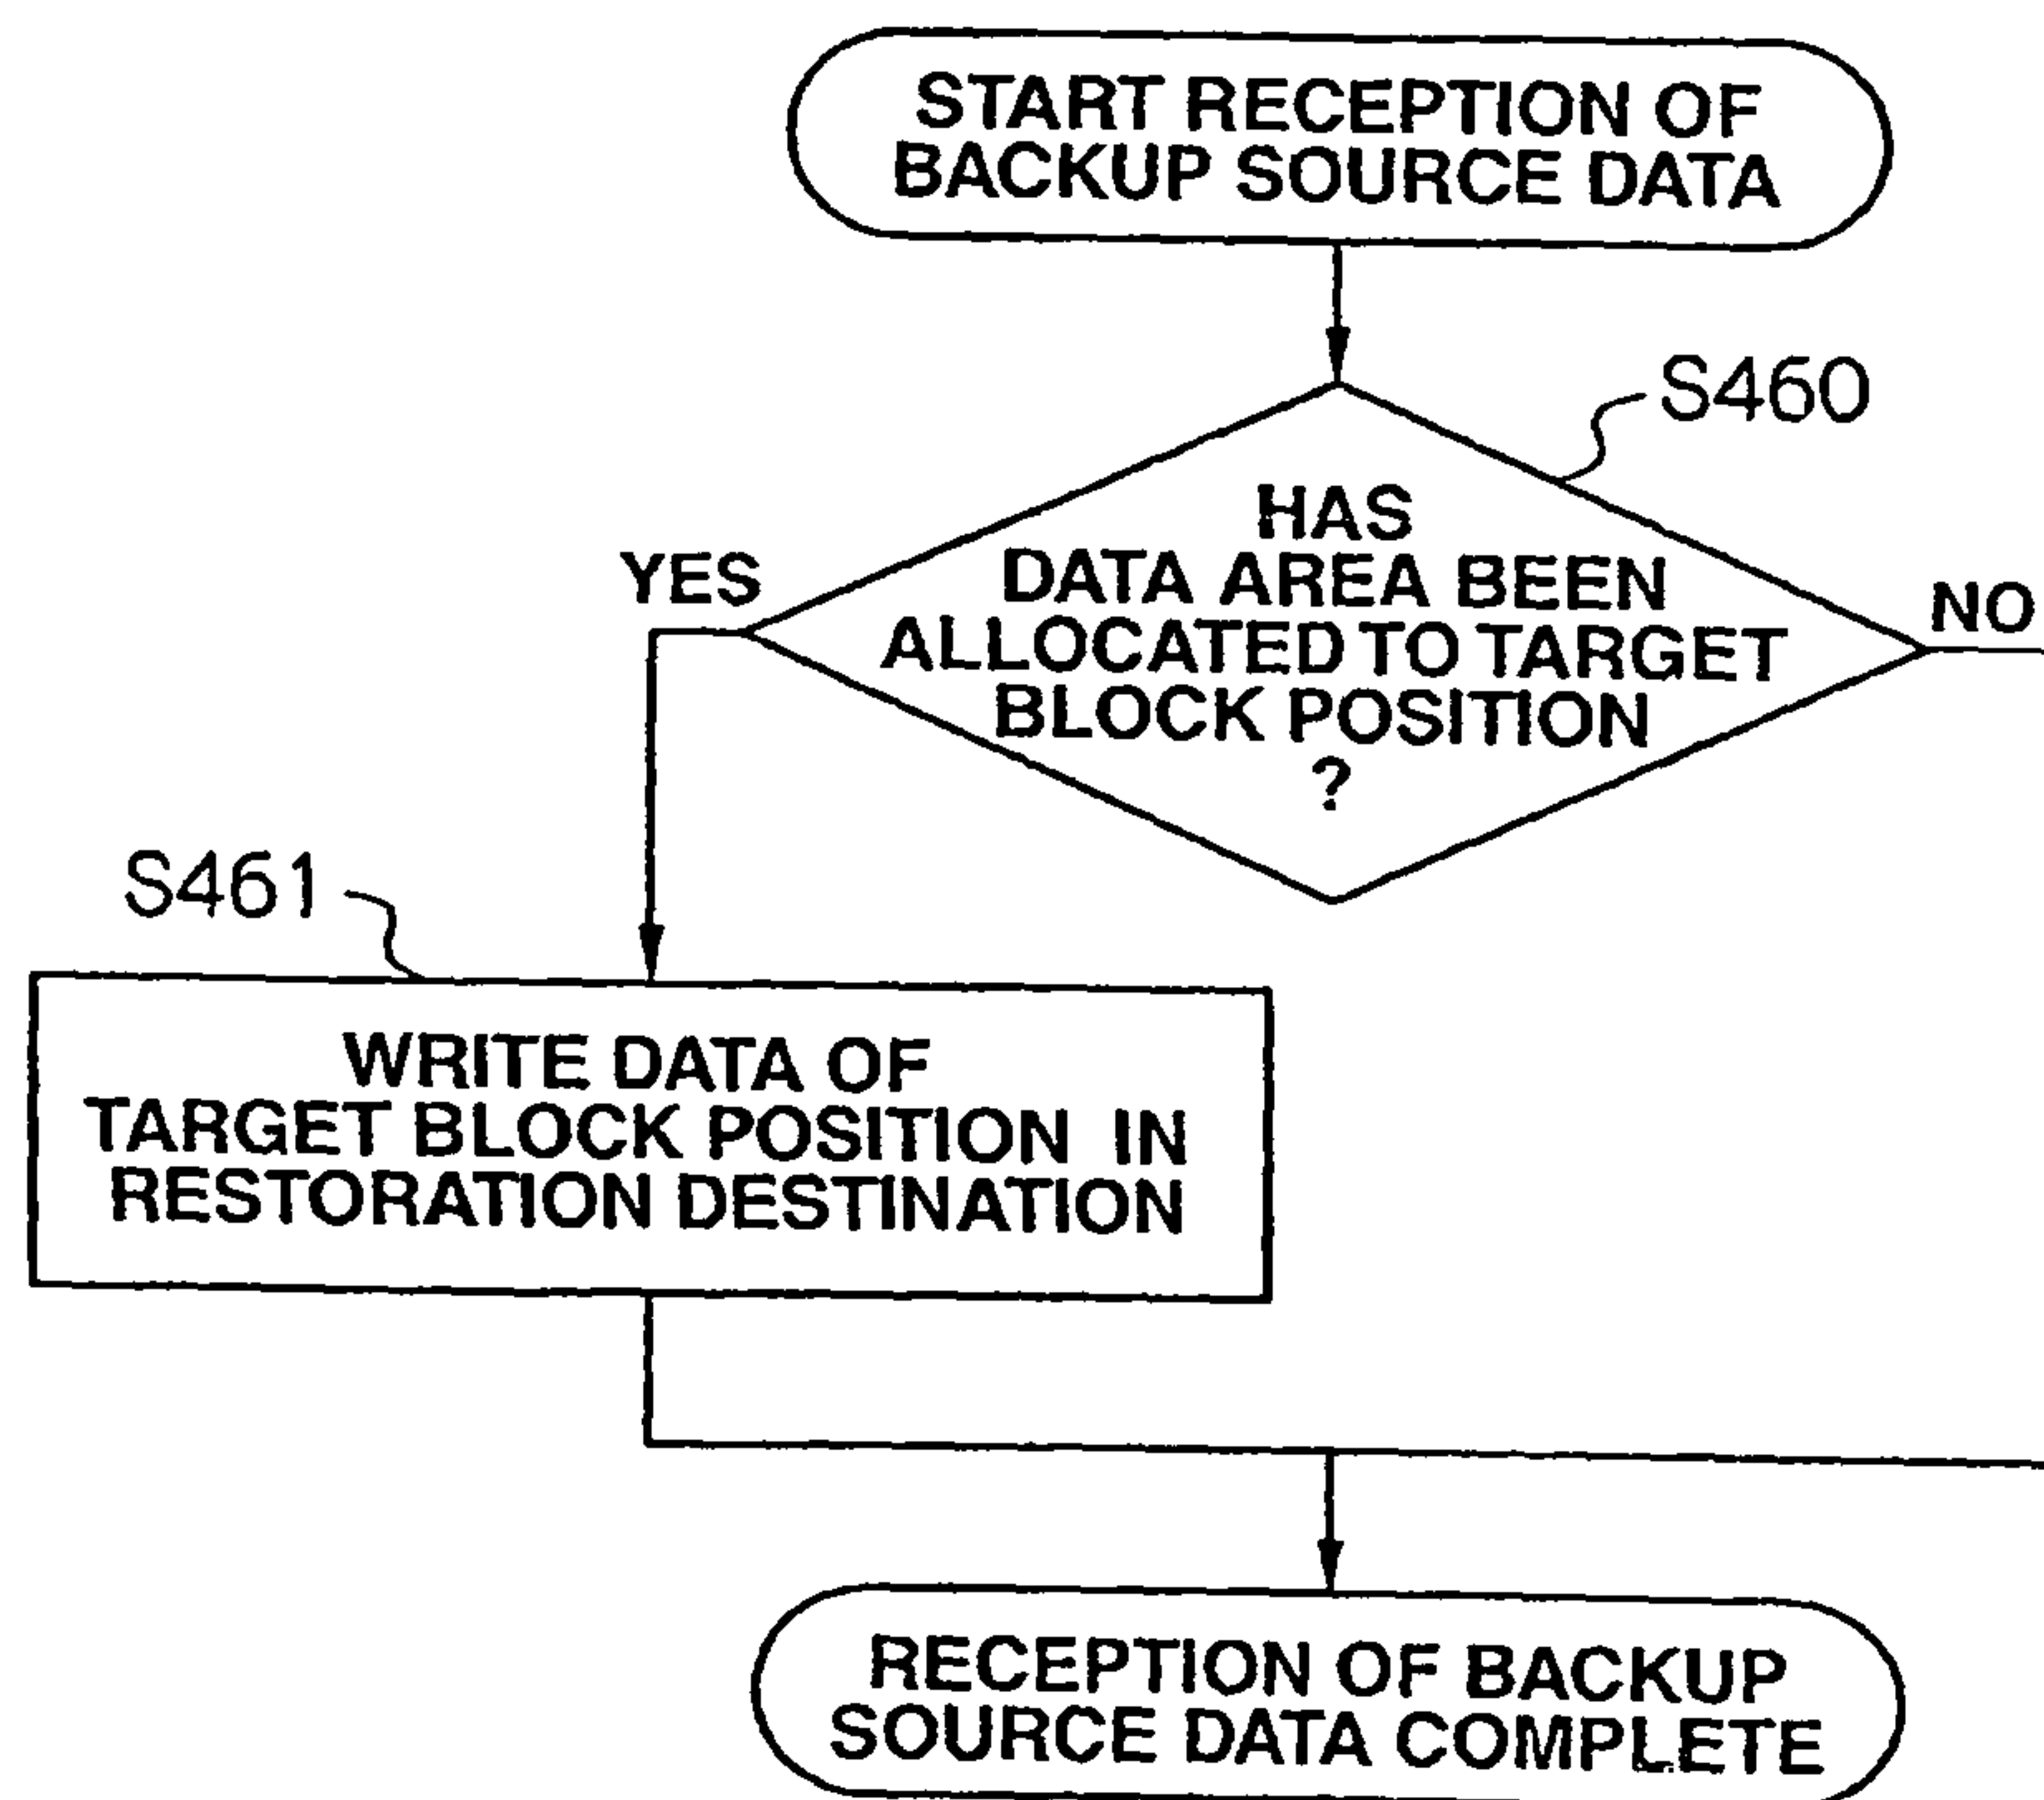 START RECEPTION OF
BACKUP SOURCE DATA
S460
HAS
DATA AREA BEEN
ALLOCATED TO TARGET
BLOCK POSITION
?
YES
NO
S461
WRITE DATA OF
TARGET BLOCK POSITION IN
RESTORATION DESTINATION
RECEPTION OF BACKUP
SOURCE DATA COMPLETE